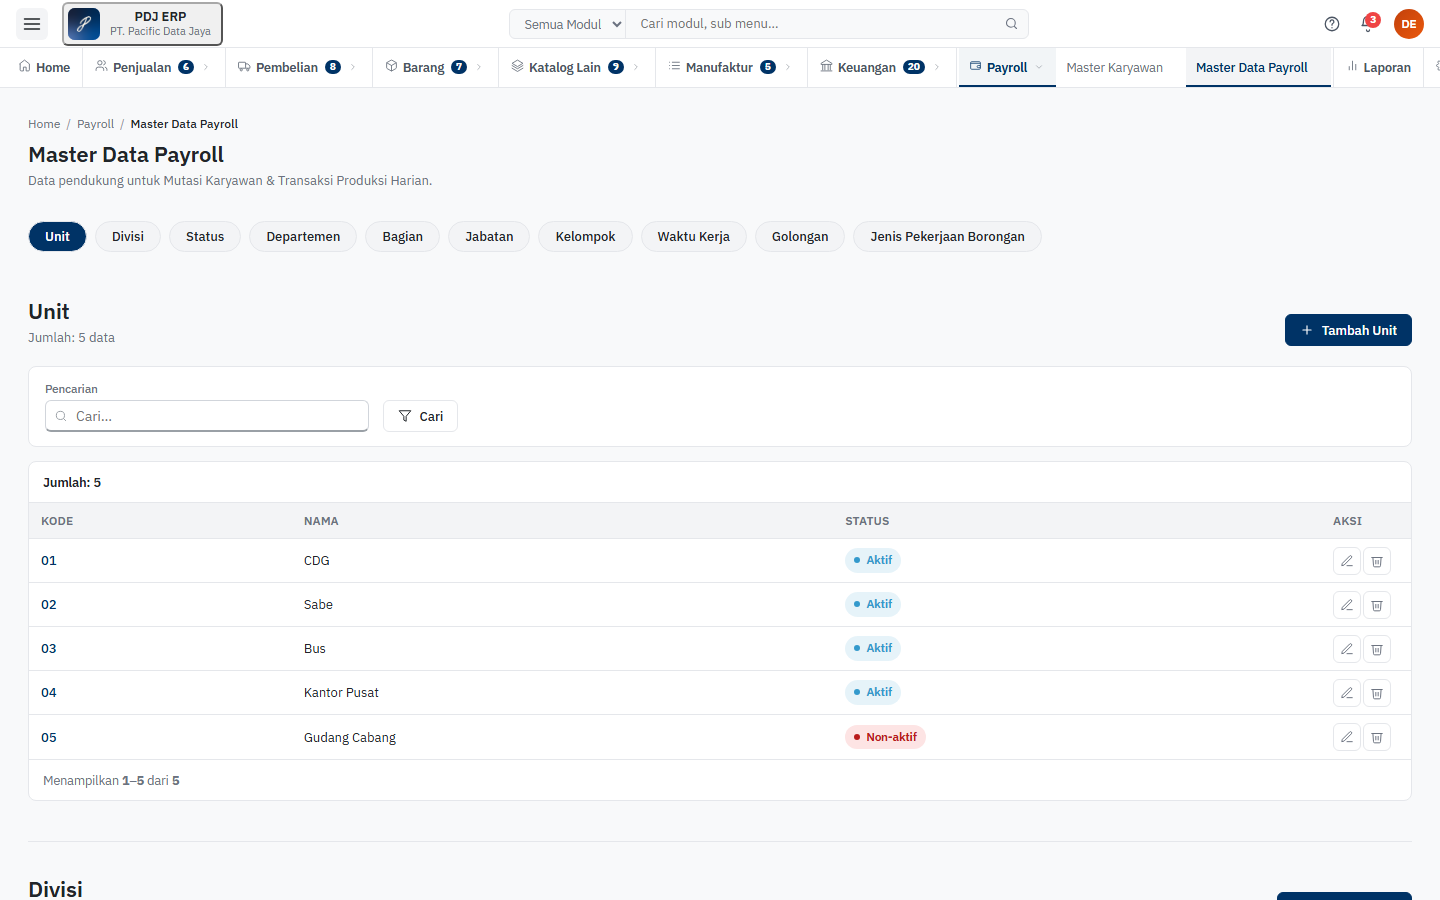 PDJ ERP
PT. Pacific Data Jaya
Semua Modul
Cari modul, sub menu...
3
DE
Home
Penjualan 6
Pembelian 8
Barang 7
Katalog Lain 9
Manufaktur 5
Keuangan 20
Payroll
Master Karyawan
Master Data Payroll
Laporan
Home / Payroll / Master Data Payroll
Master Data Payroll
Data pendukung untuk Mutasi Karyawan & Transaksi Produksi Harian.
Unit
Divisi
Status
Departemen
Bagian
Jabatan
Kelompok
Waktu Kerja
Golongan
Jenis Pekerjaan Borongan
Unit
Jumlah: 5 data
Tambah Unit
Pencarian
Cari...
Cari
Jumlah: 5
KODE NAMA STATUS AKSI
01 CDG Aktif
02 Sabe Aktif
03 Bus Aktif
04 Kantor Pusat Aktif
05 Gudang Cabang Non-aktif
Menampilkan 1–5 dari 5
Divisi